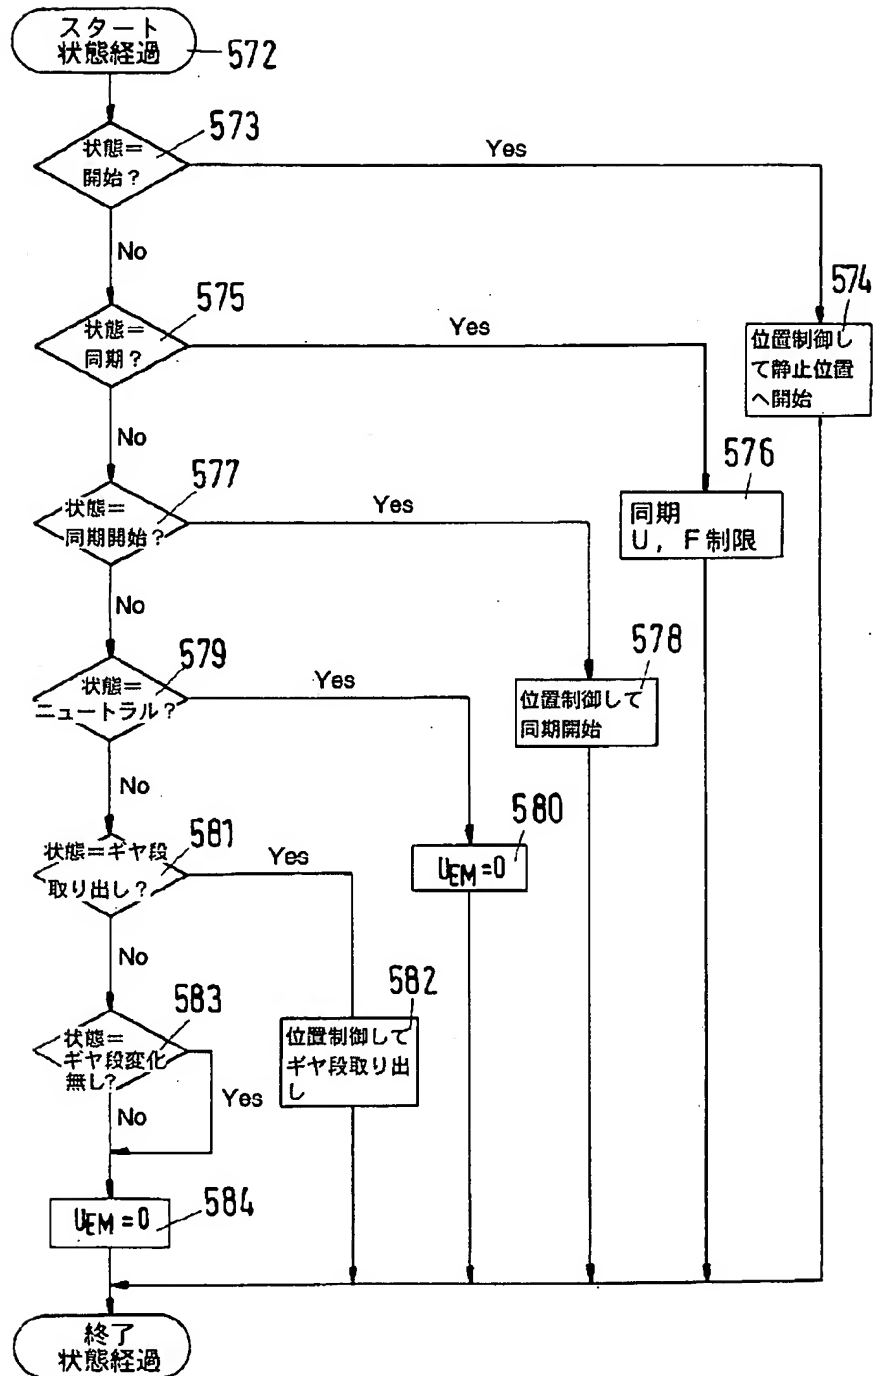 スタート
状態経過
572
573
状態＝
開始？
Yes
No
574
位置制御し
て静止位置
へ開始
575
状態＝
同期？
Yes
No
576
同期
U，F制限
577
状態＝
同期開始？
Yes
No
578
位置制御して
同期開始
579
状態＝
ニュートラル？
Yes
No
580
UEM=0
581
状態＝ギヤ段
取り出し？
Yes
No
582
位置制御して
ギヤ段取り出
し
583
状態＝
ギヤ段変化
無し？
Yes
No
584
UEM=0
終了
状態経過